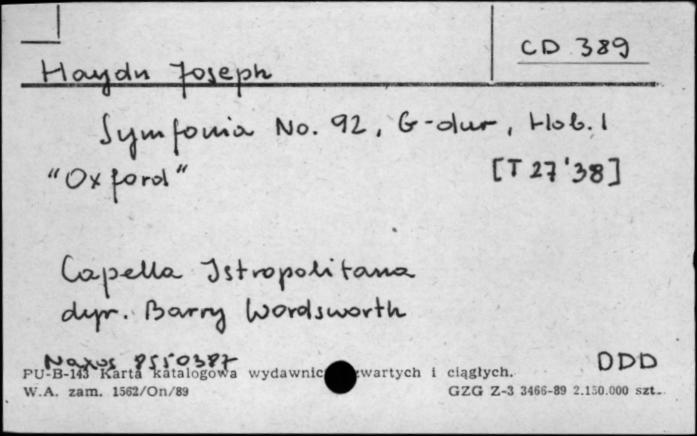 CD 389
Haydn Joseph
Symfonia No. 92, G-dur, Hob. I
"Oxford" [T 27'38]
Capella Istropolitana
dyr. Barry Wordsworth
Naxos 8550387 DDD
PU-B-143 Karta katalogowa wydawnic wartych i ciągłych.
W.A. zam. 1562/On/89 GZG Z-3 3466-89 2.150.000 szt.